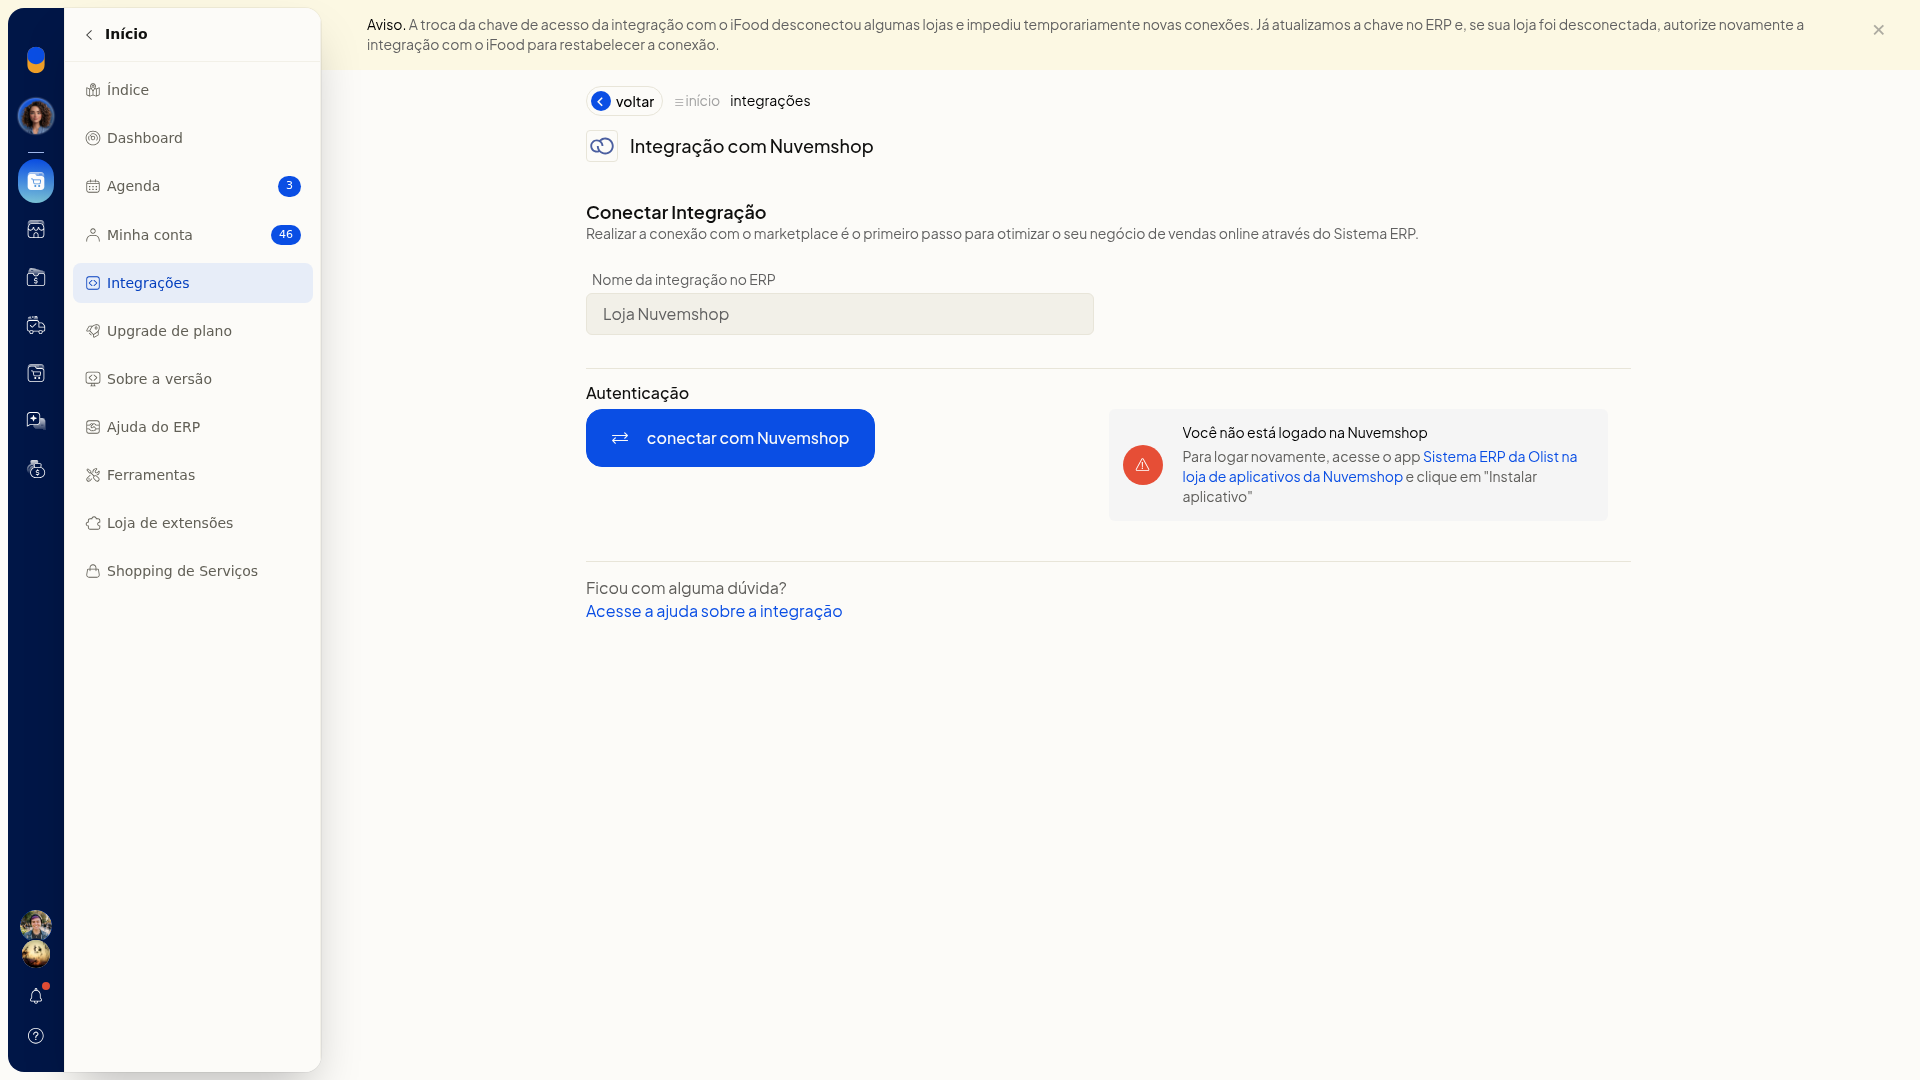 Início
Índice
Dashboard
Agenda
3
Minha conta
46
Integrações
Upgrade de plano
Sobre a versão
Ajuda do ERP
Ferramentas
Loja de extensões
Shopping de Serviços
Aviso. A troca da chave de acesso da integração com o iFood desconectou algumas lojas e impediu temporariamente novas conexões. Já atualizamos a chave no ERP e, se sua loja foi desconectada, autorize novamente a
integração com o iFood para restabelecer a conexão.
voltar
início
integrações
Integração com Nuvemshop
Conectar Integração
Realizar a conexão com o marketplace é o primeiro passo para otimizar o seu negócio de vendas online através do Sistema ERP.
Nome da integração no ERP
Loja Nuvemshop
Autenticação
conectar com Nuvemshop
Você não está logado na Nuvemshop
Para logar novamente, acesse o app Sistema ERP da Olist na
loja de aplicativos da Nuvemshop e clique em "Instalar
aplicativo"
Ficou com alguma dúvida?
Acesse a ajuda sobre a integração